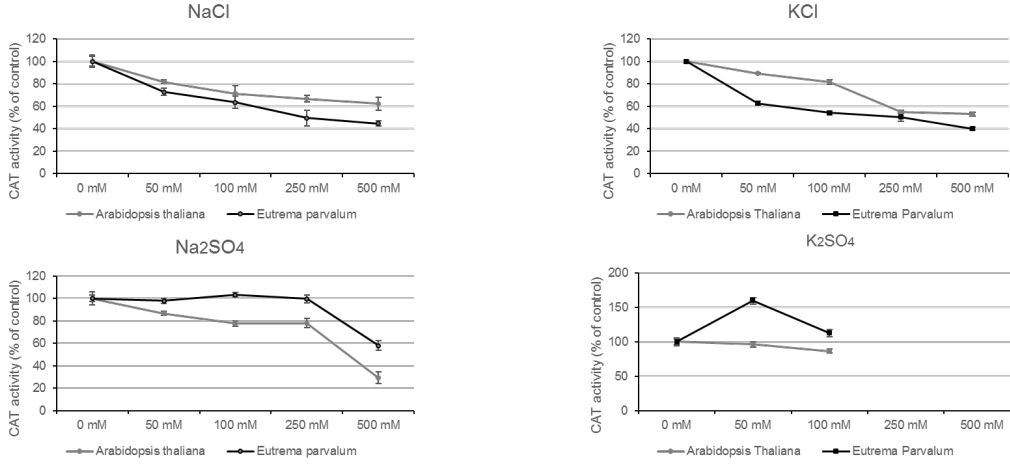 NaCl
CAT activity (% of control)
120
100
80
60
40
20
0
0 mM 50 mM 100 mM 250 mM 500 mM
Arabidopsis thaliana Eutrema parvalum
KCl
CAT activity (% of control)
120
100
80
60
40
20
0
0 mM 50 mM 100 mM 250 mM 500 mM
Arabidopsis Thaliana Eutrema Parvalum
Na2SO4
CAT activity (% of control)
120
100
80
60
40
20
0
0 mM 50 mM 100 mM 250 mM 500 mM
Arabidopsis thaliana Eutrema parvalum
K2SO4
CAT activity (% of control)
200
150
100
50
0
0 mM 50 mM 100 mM 250 mM 500 mM
Arabidopsis Thaliana Eutrema Parvalum